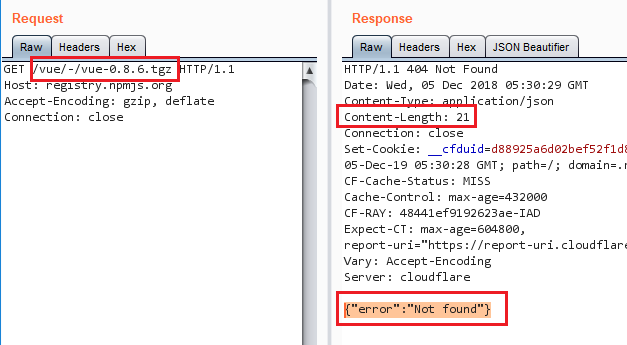 Request
Raw Headers Hex
GET /vue/-/vue-0.8.6.tgz HTTP/1.1
Host: registry.npmjs.org
Accept-Encoding: gzip, deflate
Connection: close
Response
Raw Headers Hex JSON Beautifier
HTTP/1.1 404 Not Found
Date: Wed, 05 Dec 2018 05:30:29 GMT
Content-Type: application/json
Content-Length: 21
Connection: close
Set-Cookie: __cfduid=d88925a6d02bef52f1d8
05-Dec-19 05:30:28 GMT; path=/; domain=.r
CF-Cache-Status: MISS
Cache-Control: max-age=432000
CF-RAY: 48441ef9192623ae-IAD
Expect-CT: max-age=604800,
report-uri="https://report-uri.cloudflare
Vary: Accept-Encoding
Server: cloudflare
{"error":"Not found"}